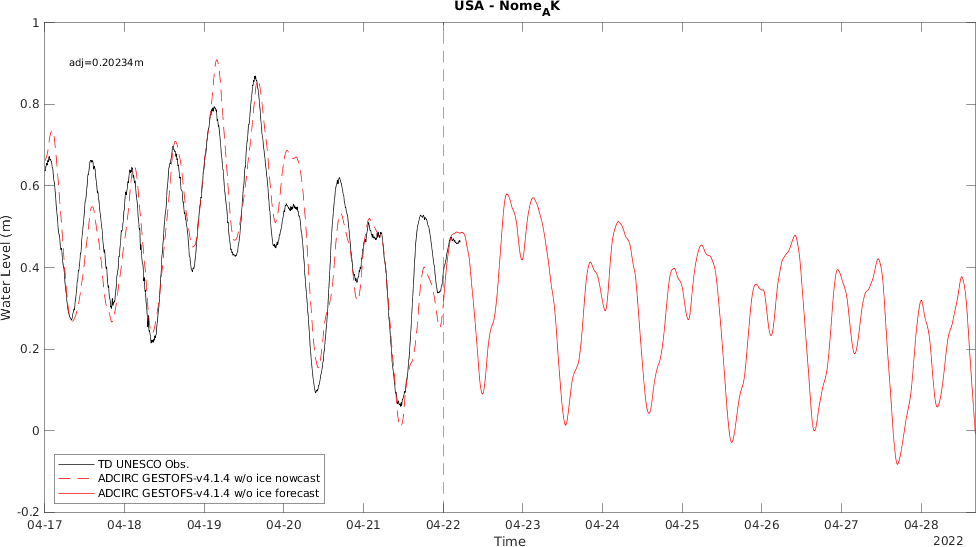 USA - Nome_AK
adj=0.20234m
1
0.8
0.6
0.4
0.2
0
-0.2
Water Level (m)
TD UNESCO Obs.
ADCIRC GESTOFS-v4.1.4 w/o ice nowcast
ADCIRC GESTOFS-v4.1.4 w/o ice forecast
04-17 04-18 04-19 04-20 04-21 04-22 04-23 04-24 04-25 04-26 04-27 04-28
Time
2022